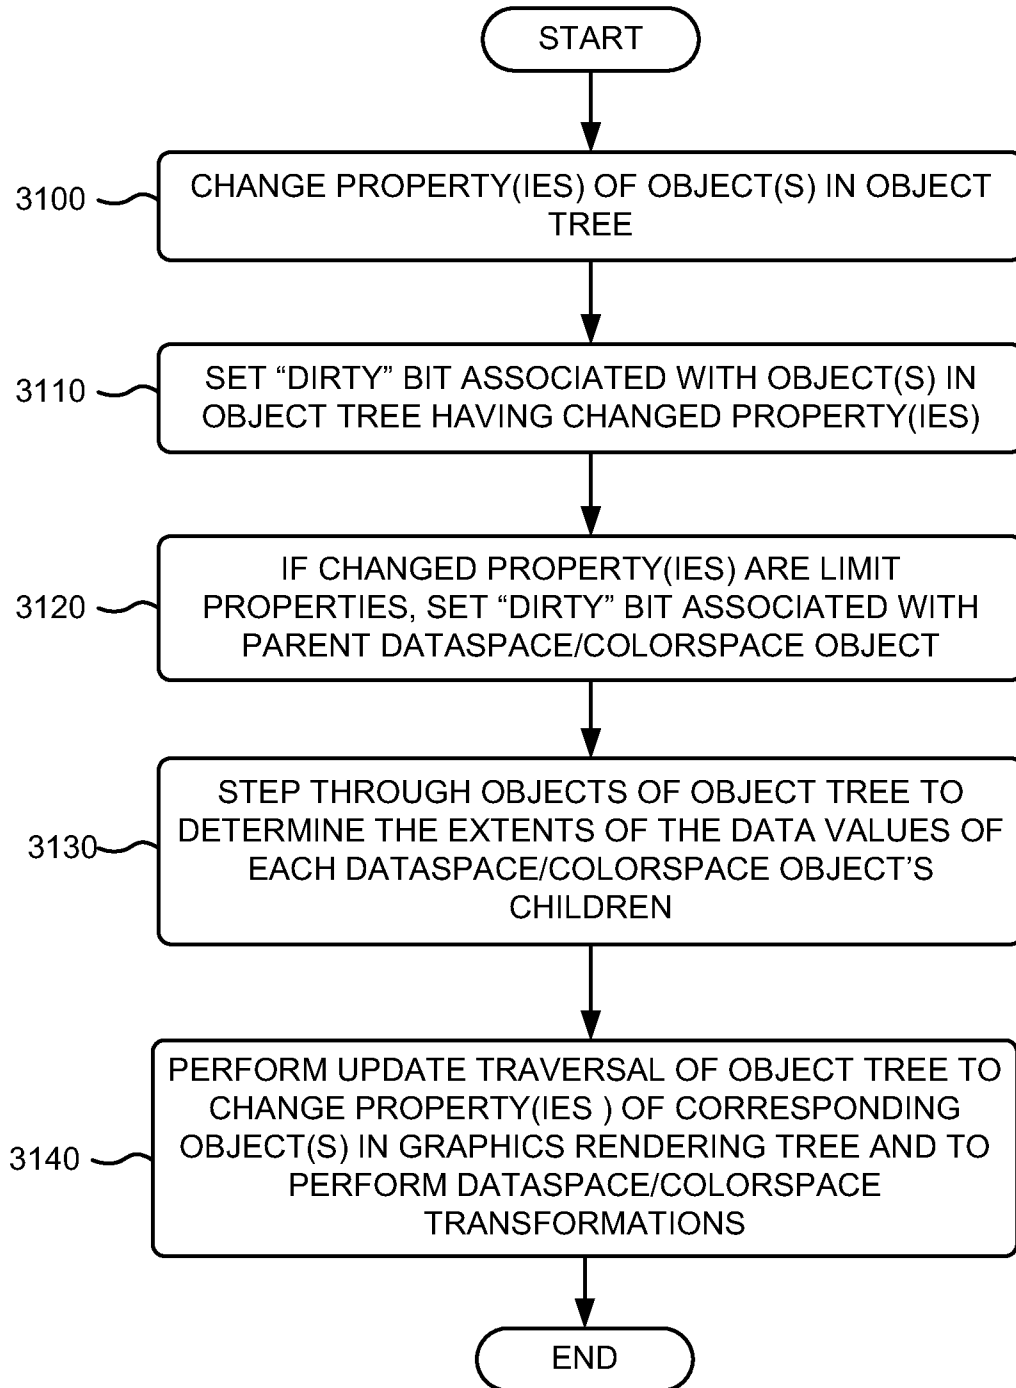 START
3100
CHANGE PROPERTY(IES) OF OBJECT(S) IN OBJECT
TREE
3110
SET “DIRTY” BIT ASSOCIATED WITH OBJECT(S) IN
OBJECT TREE HAVING CHANGED PROPERTY(IES)
3120
IF CHANGED PROPERTY(IES) ARE LIMIT
PROPERTIES, SET “DIRTY” BIT ASSOCIATED WITH
PARENT DATASPACE/COLORSPACE OBJECT
3130
STEP THROUGH OBJECTS OF OBJECT TREE TO
DETERMINE THE EXTENTS OF THE DATA VALUES OF
EACH DATASPACE/COLORSPACE OBJECT’S
CHILDREN
3140
PERFORM UPDATE TRAVERSAL OF OBJECT TREE TO
CHANGE PROPERTY(IES ) OF CORRESPONDING
OBJECT(S) IN GRAPHICS RENDERING TREE AND TO
PERFORM DATASPACE/COLORSPACE
TRANSFORMATIONS
END